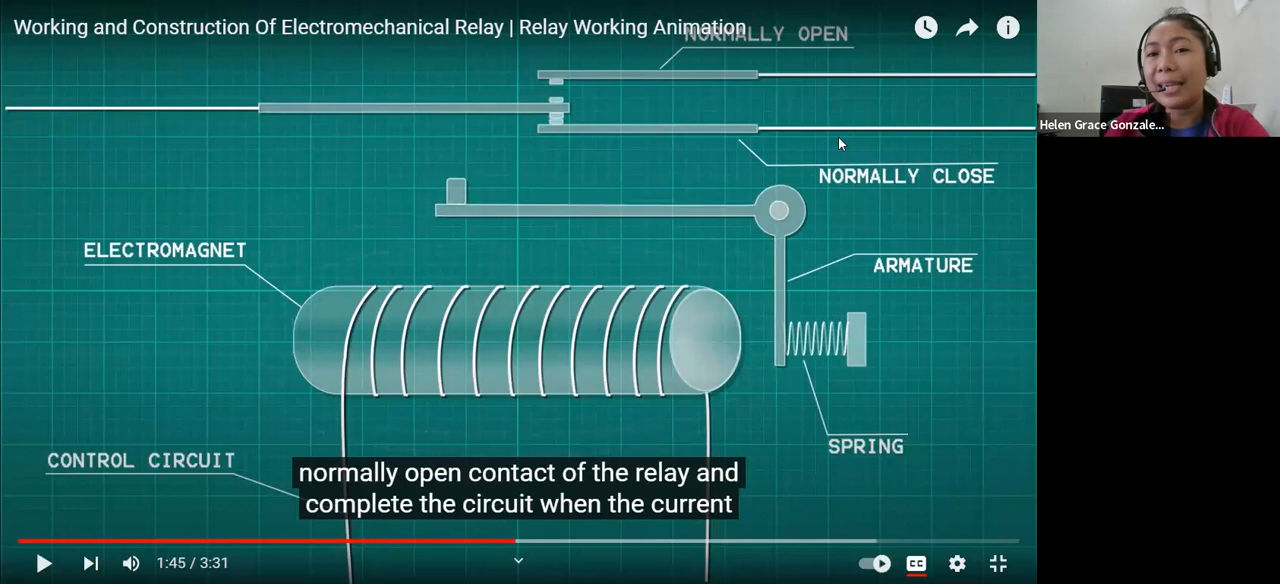 Working and Construction Of Electromechanical Relay | Relay Working Animation
NORMALLY OPEN
Helen Grace Gonzale...
NORMALLY CLOSE
ELECTROMAGNET
ARMATURE
SPRING
CONTROL CIRCUIT
normally open contact of the relay and
complete the circuit when the current
1:45 / 3:31
CC